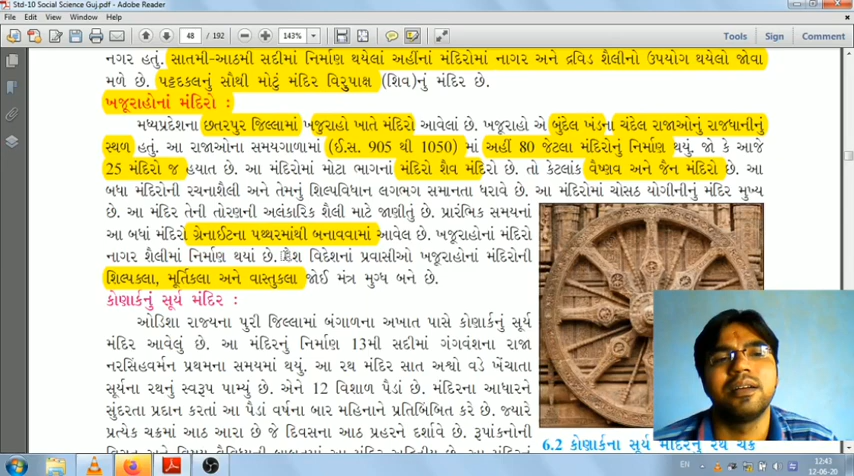 Std-10 Social Science Guj.pdf - Adobe Reader
File Edit View Window Help
48 / 192
143%
Tools Sign Comment
નગર હતું. સાતમી-આઠમી સદીમાં નિર્માણ થયેલાં અહીંનાં મંદિરોમાં નાગર અને દ્રવિડ શૈલીનો ઉપયોગ થયેલો જોવા
મળે છે. પટ્ટદકલનું સૌથી મોટું મંદિર વિરુપાક્ષ (શિવ)નું મંદિર છે.
ખજૂરાહોનાં મંદિરો :
મધ્યપ્રદેશના છતરપુર જિલ્લામાં ખજુરાહો ખાતે મંદિરો આવેલાં છે. ખજૂરાહો એ બુંદેલ ખંડના ચંદેલ રાજાઓનું રાજધાનીનું
સ્થળ હતું. આ રાજાઓના સમયગાળામાં (ઈ.સ. 905 થી 1050) માં અહીં 80 જેટલા મંદિરોનું નિર્માણ થયું. જો કે આજે
25 મંદિરો જ હયાત છે. આ મંદિરોમાં મોટા ભાગનાં મંદિરો શૈવ મંદિરો છે. તો કેટલાંક વૈષ્ણવ અને જૈન મંદિરો છે. આ
બધા મંદિરોની રચનાશૈલી અને તેમનું શિલ્પવિધાન લગભગ સમાનતા ધરાવે છે. આ મંદિરોમાં ચોસઠ યોગીનીનું મંદિર મુખ્ય
છે. આ મંદિર તેની તોરણની અલંકારિક શૈલી માટે જાણીતું છે. પ્રારંભિક સમયનાં
આ બધાં મંદિરો ગ્રેનાઈટના પથ્થરમાંથી બનાવવામાં આવેલ છે. ખજૂરાહોનાં મંદિરો
નાગર શૈલીમાં નિર્માણ થયાં છે. દેશ વિદેશનાં પ્રવાસીઓ ખજૂરાહોનાં મંદિરોની
શિલ્પકલા, મૂર્તિકલા અને વાસ્તુકલા જોઈ મંત્ર મુગ્ધ બને છે.
કોણાર્કનું સૂર્ય મંદિર :
ઓડિશા રાજ્યના પુરી જિલ્લામાં બંગાળના અખાત પાસે કોણાર્કનું સૂર્ય
મંદિર આવેલું છે. આ મંદિરનું નિર્માણ 13મી સદીમાં ગંગવંશના રાજા
નરસિંહવર્મન પ્રથમના સમયમાં થયું. આ રથ મંદિર સાત અશ્વો વડે ખેંચાતા
સૂર્યના રથનું સ્વરૂપ પામ્યું છે. એને 12 વિશાળ પૈડાં છે. મંદિરના આધારને
સુંદરતા પ્રદાન કરતાં આ પૈડાં વર્ષના બાર મહિનાને પ્રતિબિંબિત કરે છે. જ્યારે
પ્રત્યેક ચક્રમાં આઠ આરા છે જે દિવસના આઠ પ્રહરને દર્શાવે છે. રૂપાંકનોની
6.2 કોણાર્કના સૂર્ય મંદિરનું રથ ચક્ર
EN
12:43
12-06-20